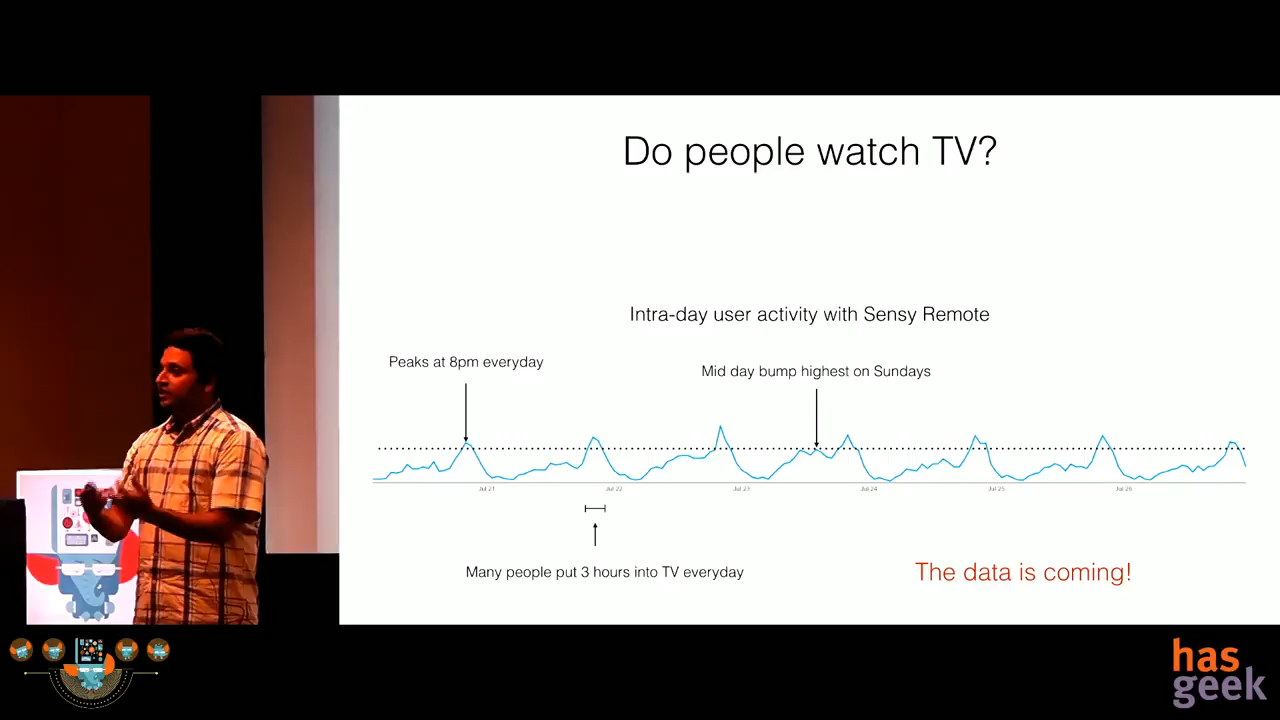 Do people watch TV?
Intra-day user activity with Sensy Remote
Peaks at 8pm everyday
Mid day bump highest on Sundays
Jul 21
Jul 22
Jul 23
Jul 24
Jul 25
Jul 26
Many people put 3 hours into TV everyday
The data is coming!
has
geek